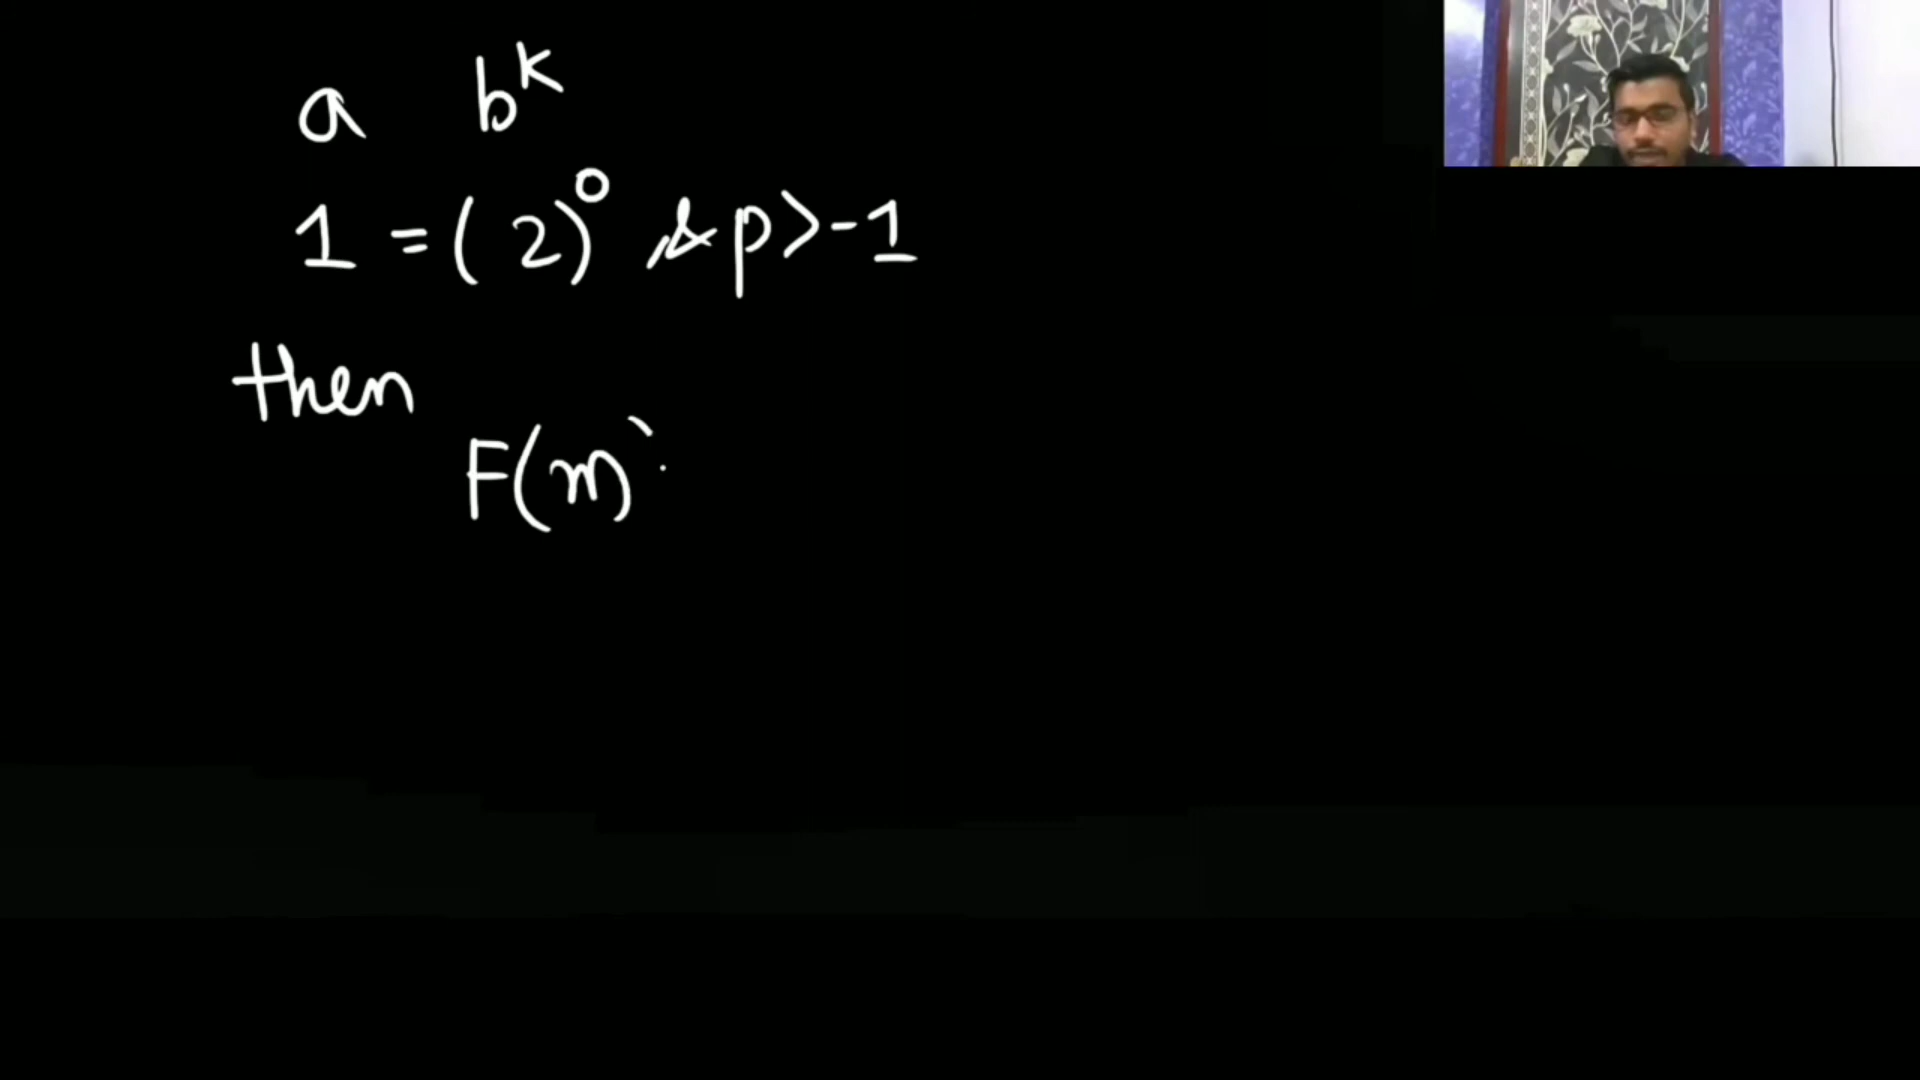 a b^k
1 = (2)^0 , & p > -1
then
F(n)